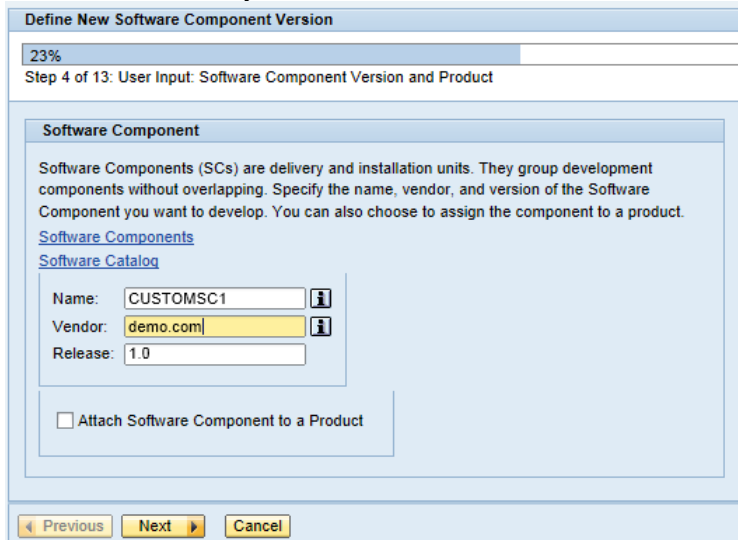 Define New Software Component Version
23%
Step 4 of 13: User Input: Software Component Version and Product
Software Component
Software Components (SCs) are delivery and installation units. They group development
components without overlapping. Specify the name, vendor, and version of the Software
Component you want to develop. You can also choose to assign the component to a product.
Software Components
Software Catalog
Name: CUSTOMSC1
Vendor: demo.com
Release: 1.0
Attach Software Component to a Product
Previous Next Cancel